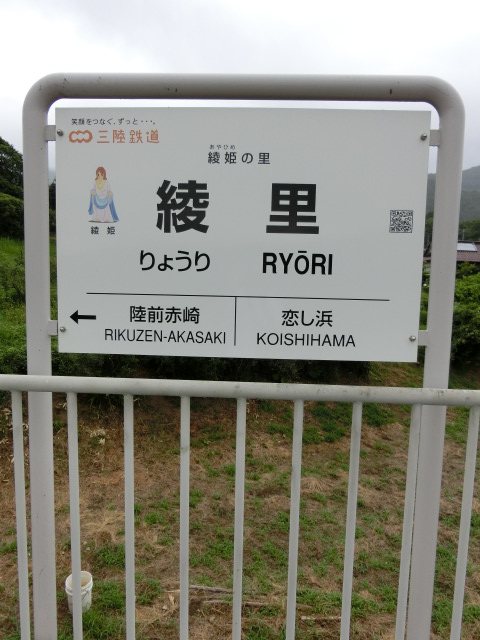 笑顔をつなぐ、ずっと・・・。
三陸鉄道
あやひめ
綾姫の里
綾姫
綾里
りょうり RYŌRI
陸前赤崎 恋し浜
RIKUZEN-AKASAKI KOISHIHAMA